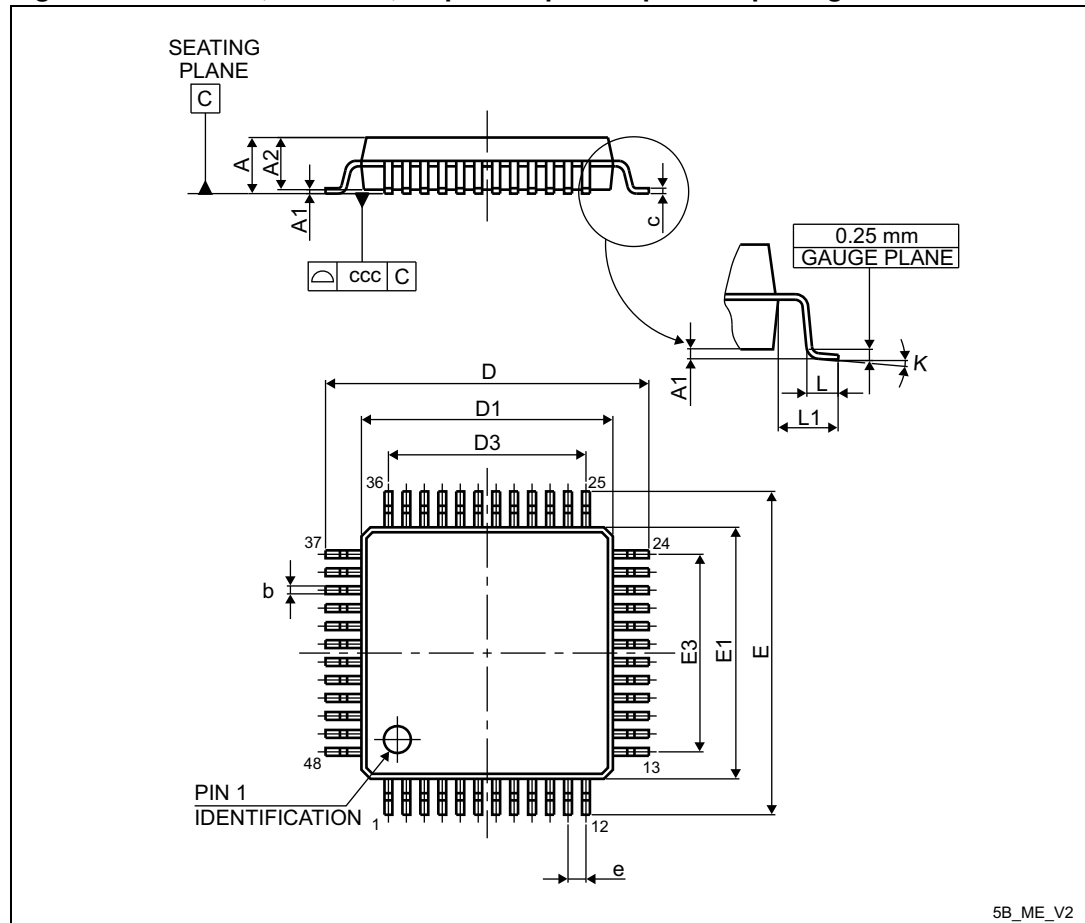 SEATING
PLANE
C
A
A2
A1
c
ccc C
0.25 mm
GAUGE PLANE
A1
K
L
L1
D
D1
D3
36
25
37
24
b
E3
E1
E
48
13
PIN 1
IDENTIFICATION
1
12
e
5B_ME_V2